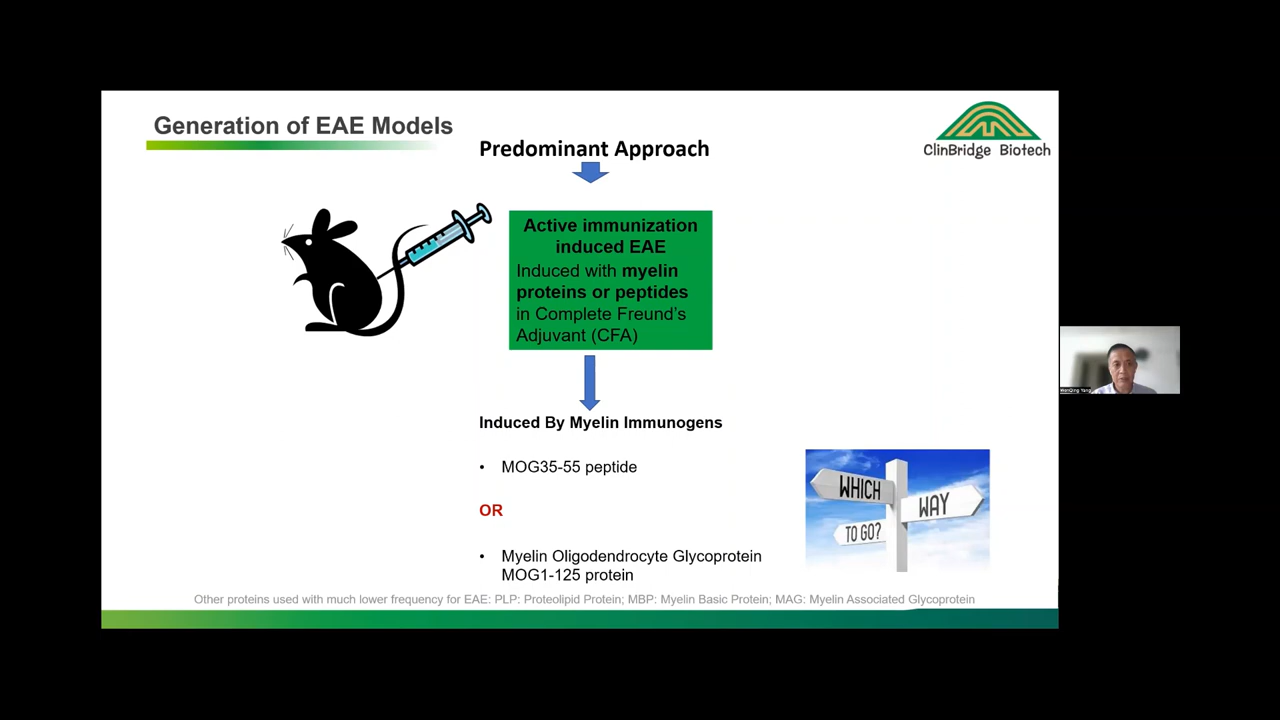 Generation of EAE Models
ClinBridge Biotech
Predominant Approach
Active immunization
induced EAE
Induced with myelin
proteins or peptides
in Complete Freund's
Adjuvant (CFA)
Induced By Myelin Immunogens
• MOG35-55 peptide
OR
• Myelin Oligodendrocyte Glycoprotein
MOG1-125 protein
WHICH
WAY
TO GO?
Other proteins used with much lower frequency for EAE: PLP: Proteolipid Protein; MBP: Myelin Basic Protein; MAG: Myelin Associated Glycoprotein
WenQing Yang